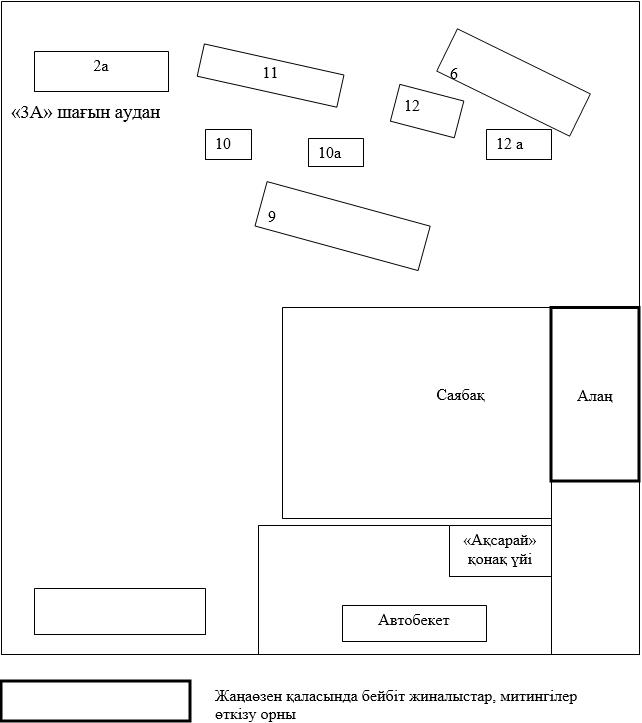 2а
11
6
12
«3А» шағын аудан
10
10а
12 а
9
Саябақ
Алаң
«Ақсарай»
қонақ үйі
Автобекет
Жаңаөзен қаласында бейбіт жиналыстар, митингілер
өткізу орны